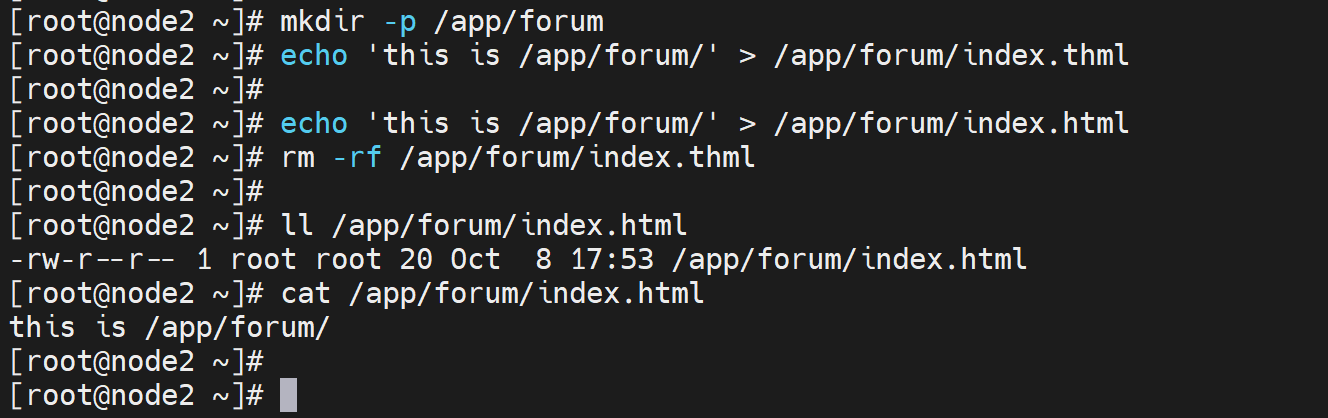 [root@node2 ~]# mkdir -p /app/forum
[root@node2 ~]# echo 'this is /app/forum/' > /app/forum/index.thml
[root@node2 ~]#
[root@node2 ~]# echo 'this is /app/forum/' > /app/forum/index.html
[root@node2 ~]# rm -rf /app/forum/index.thml
[root@node2 ~]#
[root@node2 ~]# ll /app/forum/index.html
-rw-r--r-- 1 root root 20 Oct  8 17:53 /app/forum/index.html
[root@node2 ~]# cat /app/forum/index.html
this is /app/forum/
[root@node2 ~]#
[root@node2 ~]#